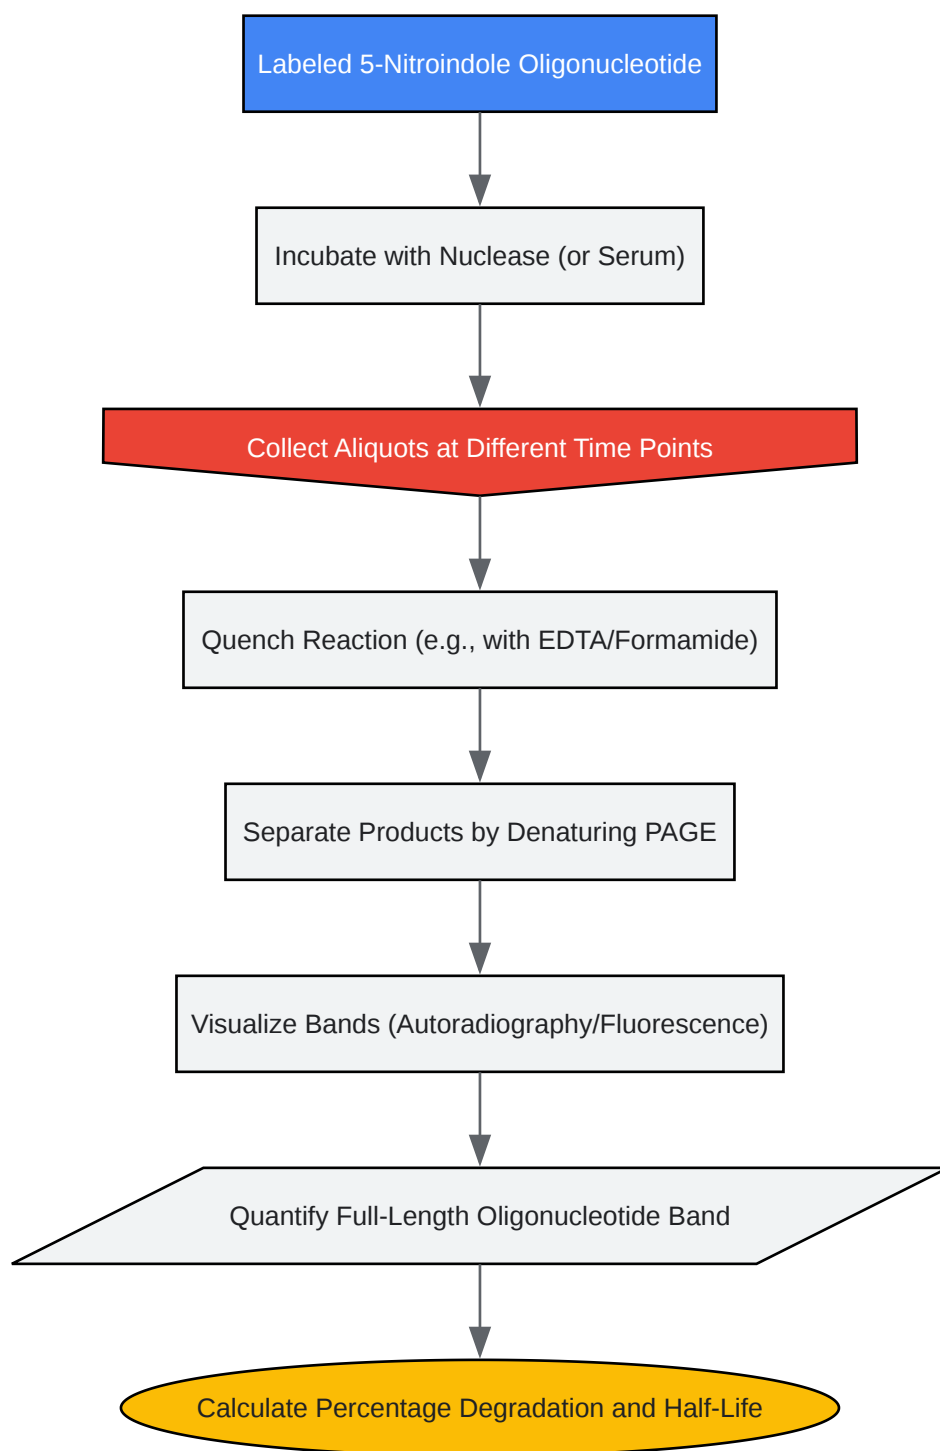 Labeled 5-Nitroindole Oligonucleotide
Incubate with Nuclease (or Serum)
Collect Aliquots at Different Time Points
Quench Reaction (e.g., with EDTA/Formamide)
Separate Products by Denaturing PAGE
Visualize Bands (Autoradiography/Fluorescence)
Quantify Full-Length Oligonucleotide Band
Calculate Percentage Degradation and Half-Life